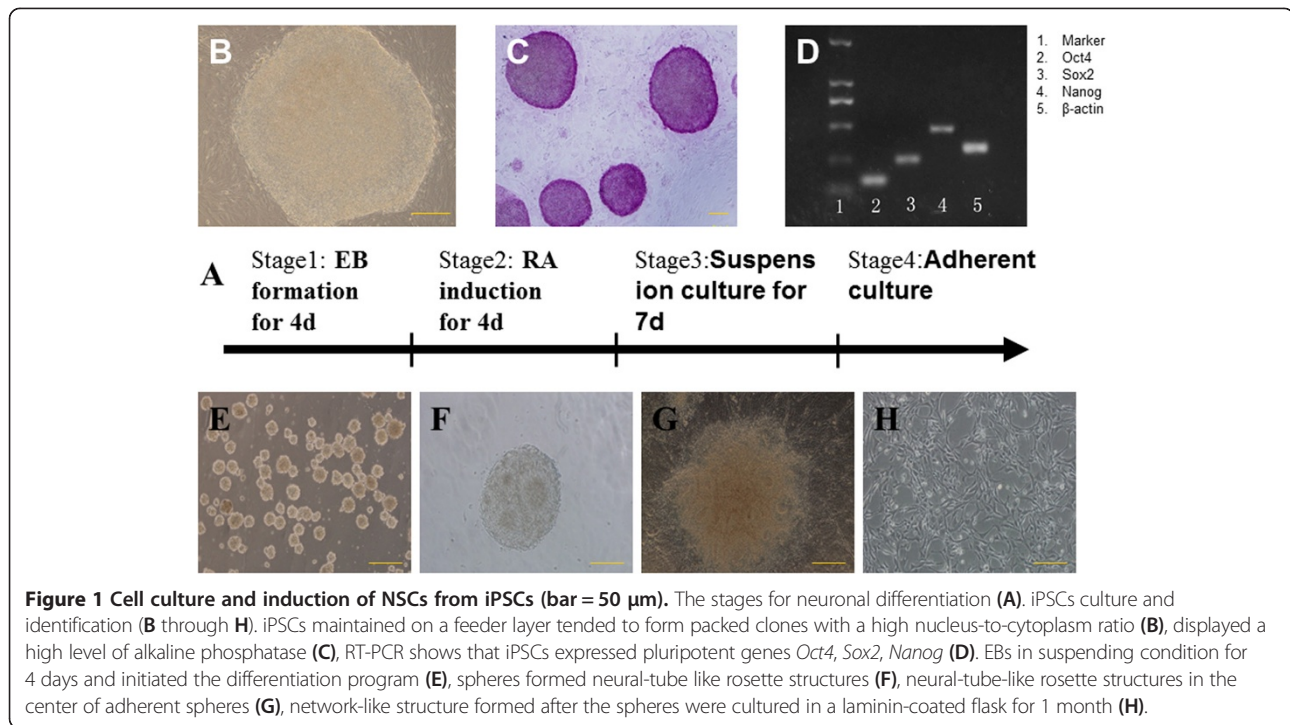 B
C
D
1. Marker
2. Oct4
3. Sox2
4. Nanog
5. β-actin
1 2 3 4 5
A
Stage1: EB
formation
for 4d
Stage2: RA
induction
for 4d
Stage3:Suspens
ion culture for
7d
Stage4:Adherent
culture
E
F
G
H
Figure 1 Cell culture and induction of NSCs from iPSCs (bar = 50 μm). The stages for neuronal differentiation (A). iPSCs culture and
identification (B through H). iPSCs maintained on a feeder layer tended to form packed clones with a high nucleus-to-cytoplasm ratio (B), displayed a
high level of alkaline phosphatase (C), RT-PCR shows that iPSCs expressed pluripotent genes Oct4, Sox2, Nanog (D). EBs in suspending condition for
4 days and initiated the differentiation program (E), spheres formed neural-tube like rosette structures (F), neural-tube-like rosette structures in the
center of adherent spheres (G), network-like structure formed after the spheres were cultured in a laminin-coated flask for 1 month (H).